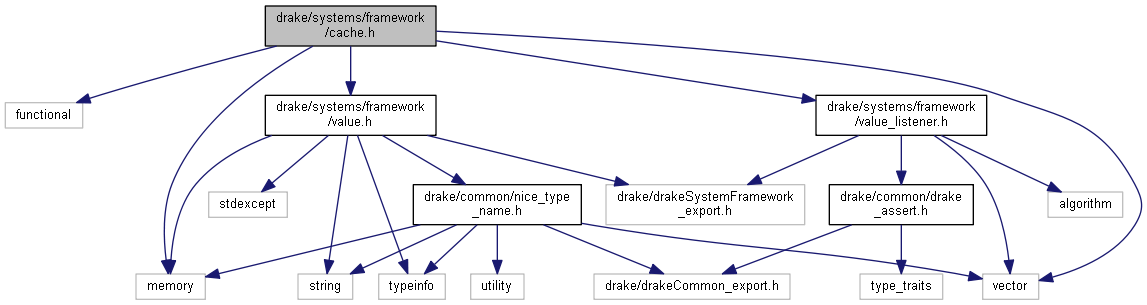 drake/systems/framework
/cache.h
functional
drake/systems/framework
/value.h
drake/systems/framework
/value_listener.h
stdexcept
drake/common/nice_type
_name.h
drake/drakeSystemFramework
_export.h
drake/common/drake
_assert.h
algorithm
memory
string
typeinfo
utility
drake/drakeCommon_export.h
type_traits
vector